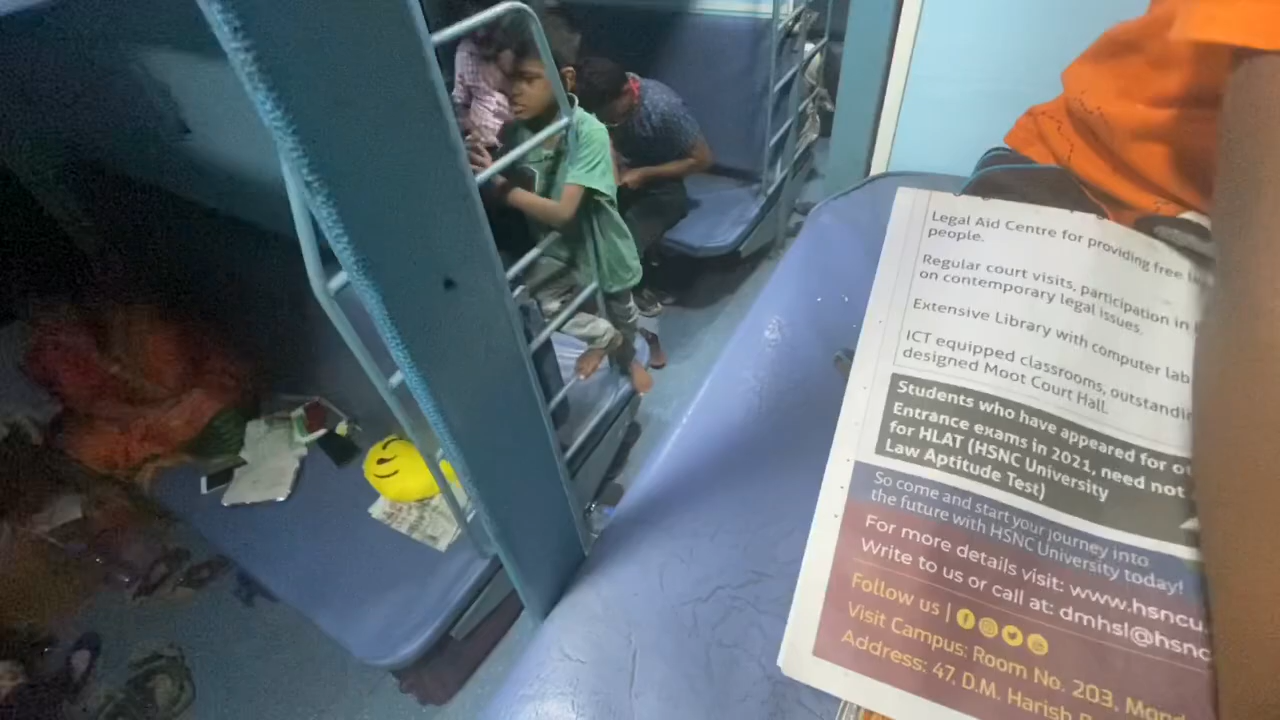 Legal Aid Centre for providing free
people.
Regular court visits, participation in
on contemporary legal issues.
Extensive Library with computer lab
ICT equipped classrooms, outstandin
designed Moot Court Hall.
Students who have appeared for o
Entrance exams in 2021, need not
for HLAT (HSNC University
Law Aptitude Test)
So come and start your journey into
the future with HSNC University today!
For more details visit: www.hsncu.
Write to us or call at: dmhsl@hsnc
Follow us |
Visit Campus: Room No. 203, Mond
Address: 47, D.M. Harish